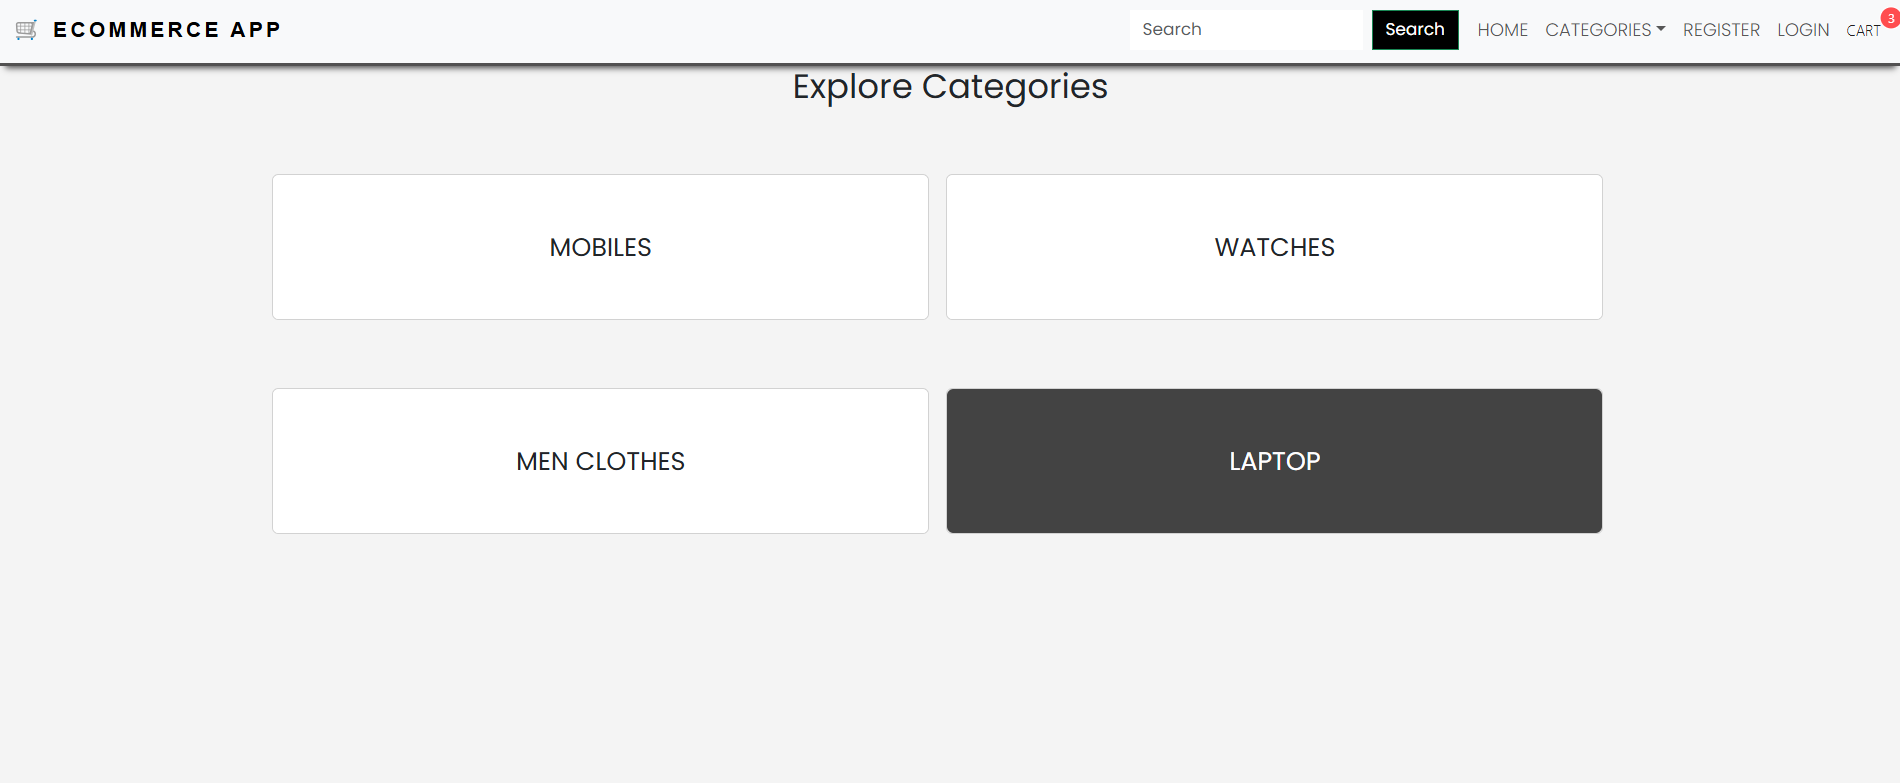 🛒 ECOMMERCE APP
Search Search HOME CATEGORIES REGISTER LOGIN CART 3
Explore Categories
MOBILES
WATCHES
MEN CLOTHES
LAPTOP